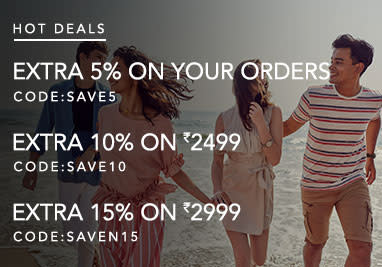 HOT DEALS
EXTRA 5% ON YOUR ORDERS
CODE:SAVE5
EXTRA 10% ON ₹2499
CODE:SAVE10
EXTRA 15% ON ₹2999
CODE:SAVEN15